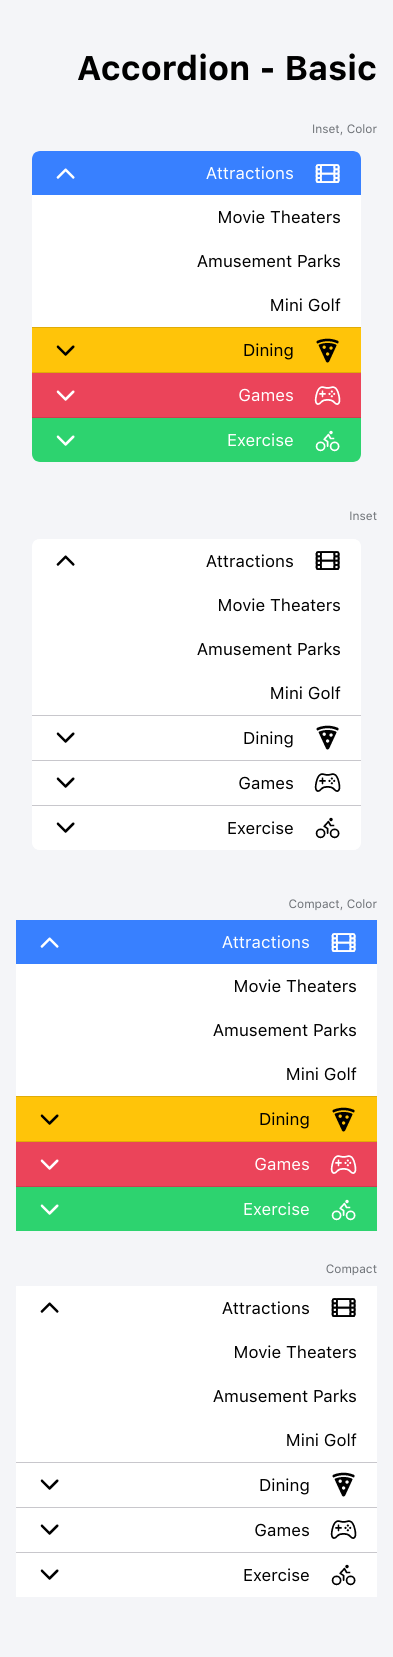 Accordion - Basic
Inset, Color
Attractions
Movie Theaters
Amusement Parks
Mini Golf
Dining
Games
Exercise
Inset
Attractions
Movie Theaters
Amusement Parks
Mini Golf
Dining
Games
Exercise
Compact, Color
Attractions
Movie Theaters
Amusement Parks
Mini Golf
Dining
Games
Exercise
Compact
Attractions
Movie Theaters
Amusement Parks
Mini Golf
Dining
Games
Exercise